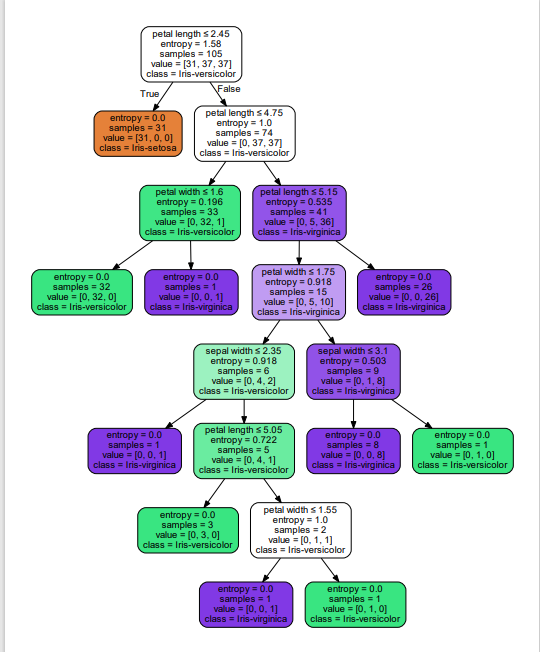 petal length ≤ 2.45
entropy = 1.58
samples = 105
value = [31, 37, 37]
class = Iris-versicolor
True
False
entropy = 0.0
samples = 31
value = [31, 0, 0]
class = Iris-setosa
petal length ≤ 4.75
entropy = 1.0
samples = 74
value = [0, 37, 37]
class = Iris-versicolor
petal width ≤ 1.6
entropy = 0.196
samples = 33
value = [0, 32, 1]
class = Iris-versicolor
petal length ≤ 5.15
entropy = 0.535
samples = 41
value = [0, 5, 36]
class = Iris-virginica
entropy = 0.0
samples = 32
value = [0, 32, 0]
class = Iris-versicolor
entropy = 0.0
samples = 1
value = [0, 0, 1]
class = Iris-virginica
petal width ≤ 1.75
entropy = 0.918
samples = 15
value = [0, 5, 10]
class = Iris-virginica
entropy = 0.0
samples = 26
value = [0, 0, 26]
class = Iris-virginica
sepal width ≤ 2.35
entropy = 0.918
samples = 6
value = [0, 4, 2]
class = Iris-versicolor
sepal width ≤ 3.1
entropy = 0.503
samples = 9
value = [0, 1, 8]
class = Iris-virginica
entropy = 0.0
samples = 1
value = [0, 0, 1]
class = Iris-virginica
petal length ≤ 5.05
entropy = 0.722
samples = 5
value = [0, 4, 1]
class = Iris-versicolor
entropy = 0.0
samples = 8
value = [0, 0, 8]
class = Iris-virginica
entropy = 0.0
samples = 1
value = [0, 1, 0]
class = Iris-versicolor
entropy = 0.0
samples = 3
value = [0, 3, 0]
class = Iris-versicolor
petal width ≤ 1.55
entropy = 1.0
samples = 2
value = [0, 1, 1]
class = Iris-versicolor
entropy = 0.0
samples = 1
value = [0, 0, 1]
class = Iris-virginica
entropy = 0.0
samples = 1
value = [0, 1, 0]
class = Iris-versicolor